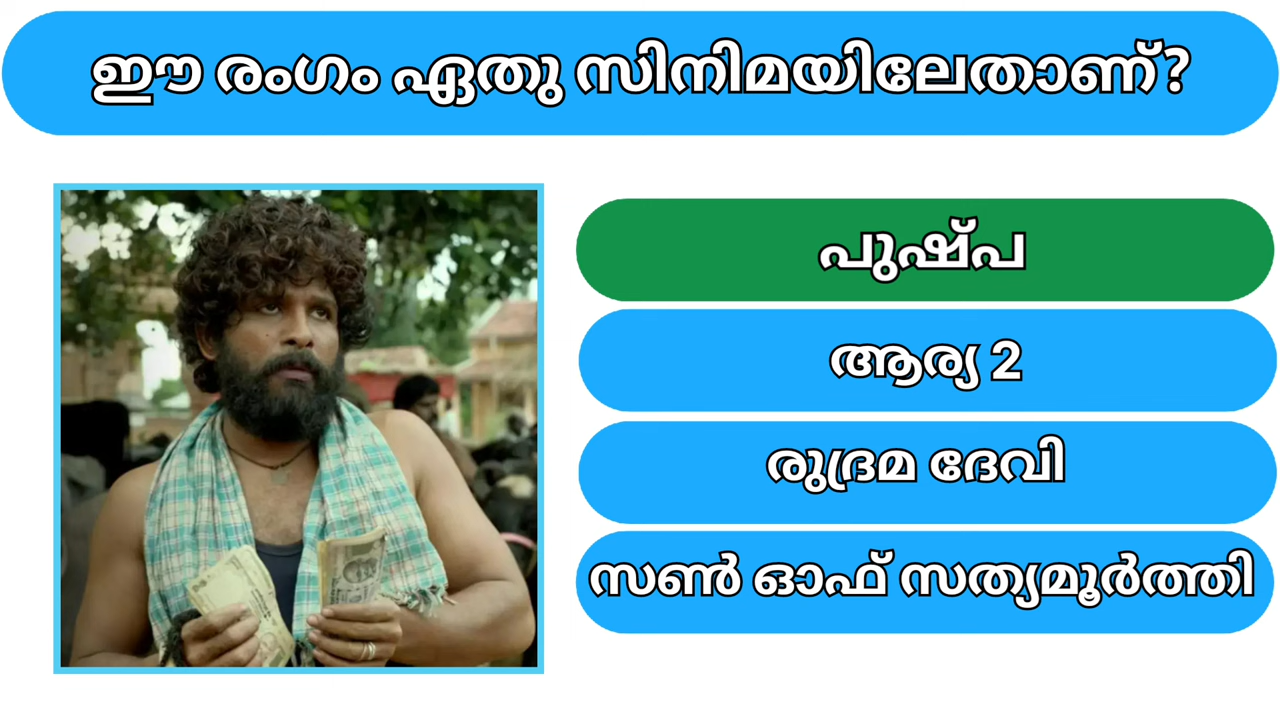 ഈ രംഗം ഏതു സിനിമയിലേതാണ്?
പുഷ്പ
ആര്യ 2
രുദ്രമ ദേവി
സൺ ഓഫ് സത്യമൂർത്തി